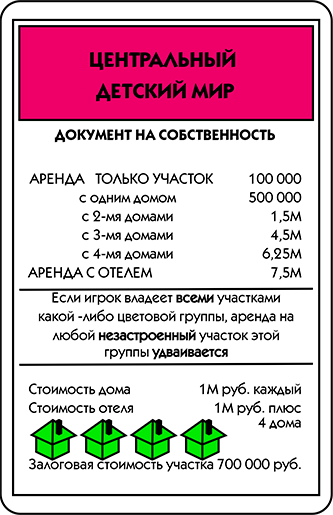 ЦЕНТРАЛЬНЫЙ
ДЕТСКИЙ МИР
ДОКУМЕНТ НА СОБСТВЕННОСТЬ
АРЕНДА ТОЛЬКО УЧАСТОК 100 000
с одним домом 500 000
с 2-мя домами 1,5М
с 3-мя домами 4,5М
с 4-мя домами 6,25М
АРЕНДА С ОТЕЛЕМ 7,5М
Если игрок владеет всеми участками
какой -либо цветовой группы, аренда на
любой незастроенный участок этой
группы удваивается
Стоимость дома 1М руб. каждый
Стоимость отеля 1М руб. плюс
4 дома
Залоговая стоимость участка 700 000 руб.